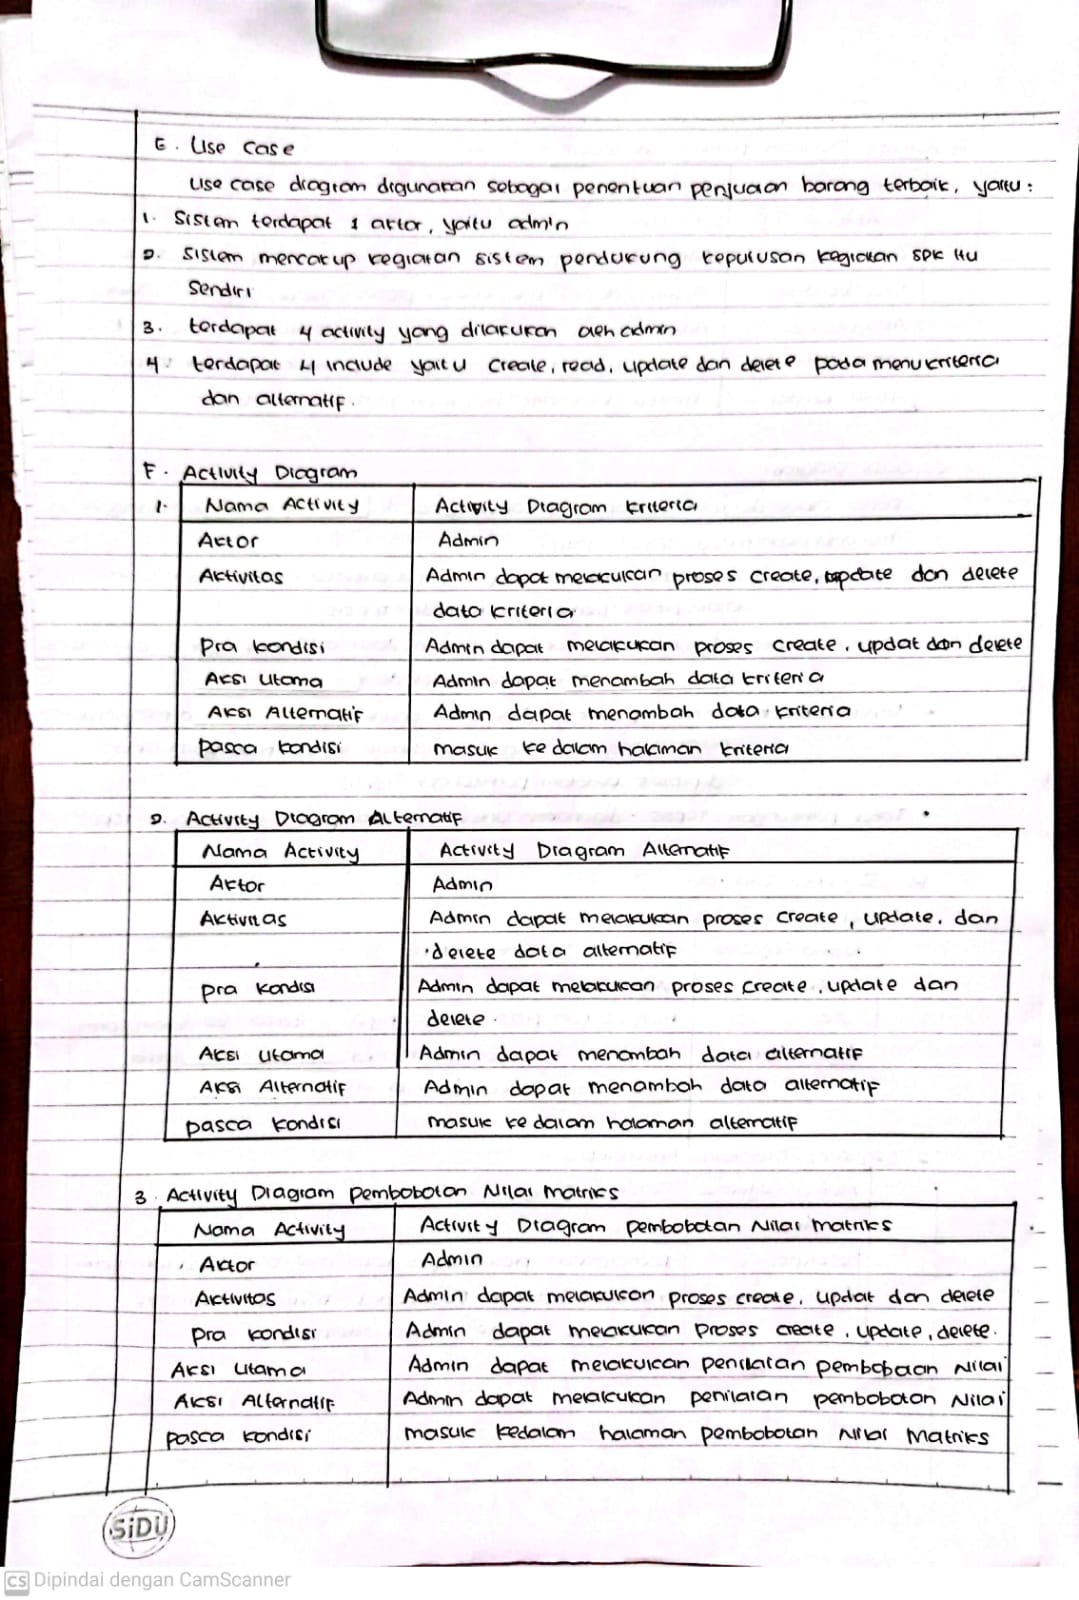 E. Use Case
Use case diagram digunakan sebagai penentuan penjualan barang terbaik, yaitu :
1. Sistem terdapat 1 aktor, yaitu admin
2. Sistem mencakup kegiatan sistem pendukung keputusan kegiatan SPK itu
Sendiri
3. terdapat 4 activity yang dilakukan oleh admin
4. terdapat 4 include yaitu Create, read, update dan delete pada menu kriteria
dan alternatif.
F. Activity Diagram
1. Nama Activity Activity Diagram Kriteria
Aktor Admin
Aktivitas Admin dapat melakukan proses create, update dan delete
data kriteria
Pra kondisi Admin dapat melakukan proses create, updat dan delete
Aksi Utama Admin dapat menambah data kriteria
Aksi Alternatif Admin dapat menambah data kriteria
pasca kondisi masuk ke dalam halaman kriteria
2. Activity Diagram Alternatif
Nama Activity Activity Diagram Alternatif
Aktor Admin
Aktivitas Admin dapat melakukan proses create, update, dan
delete data alternatif
pra kondisi Admin dapat melakukan proses create, update dan
delete
Aksi Utama Admin dapat menambah data alternatif
Aksi Alternatif Admin dapat menambah data alternatif
pasca kondisi masuk ke dalam halaman alternatif
3. Activity Diagram Pembobotan Nilai Matriks
Nama Activity Activity Diagram pembobotan Nilai Matriks
Aktor Admin
Aktivitas Admin dapat melakukan proses create, updat dan delete
pra kondisi Admin dapat melakukan proses create, update, delete.
Aksi Utama Admin dapat melakukan penilaian pembobaan Nilai
Aksi Alternatif Admin dapat melakukan penilaian pembobotan Nilai
pasca kondisi masuk kedalam halaman pembobotan Nilai Matriks
SiDU
CS Dipindai dengan CamScanner